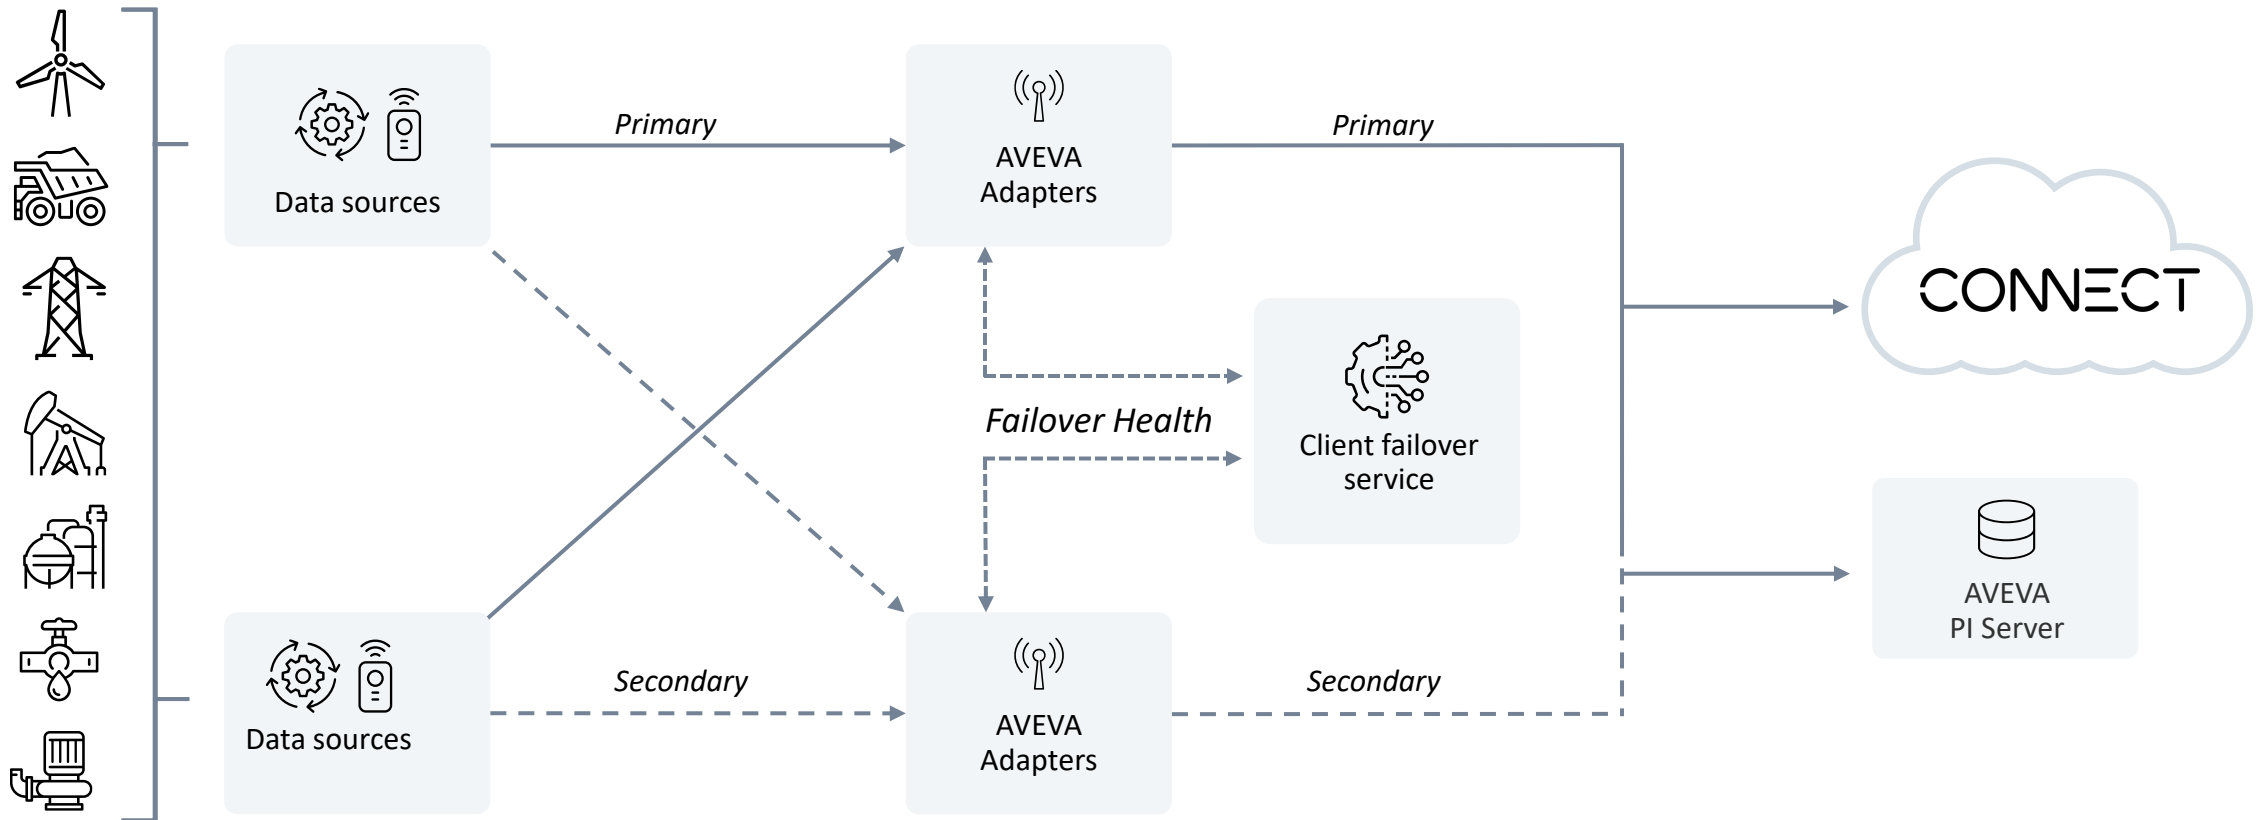 Data sources
Primary
AVEVA
Adapters
Primary
CONNECT
Failover Health
Client failover
service
AVEVA
PI Server
Data sources
Secondary
AVEVA
Adapters
Secondary